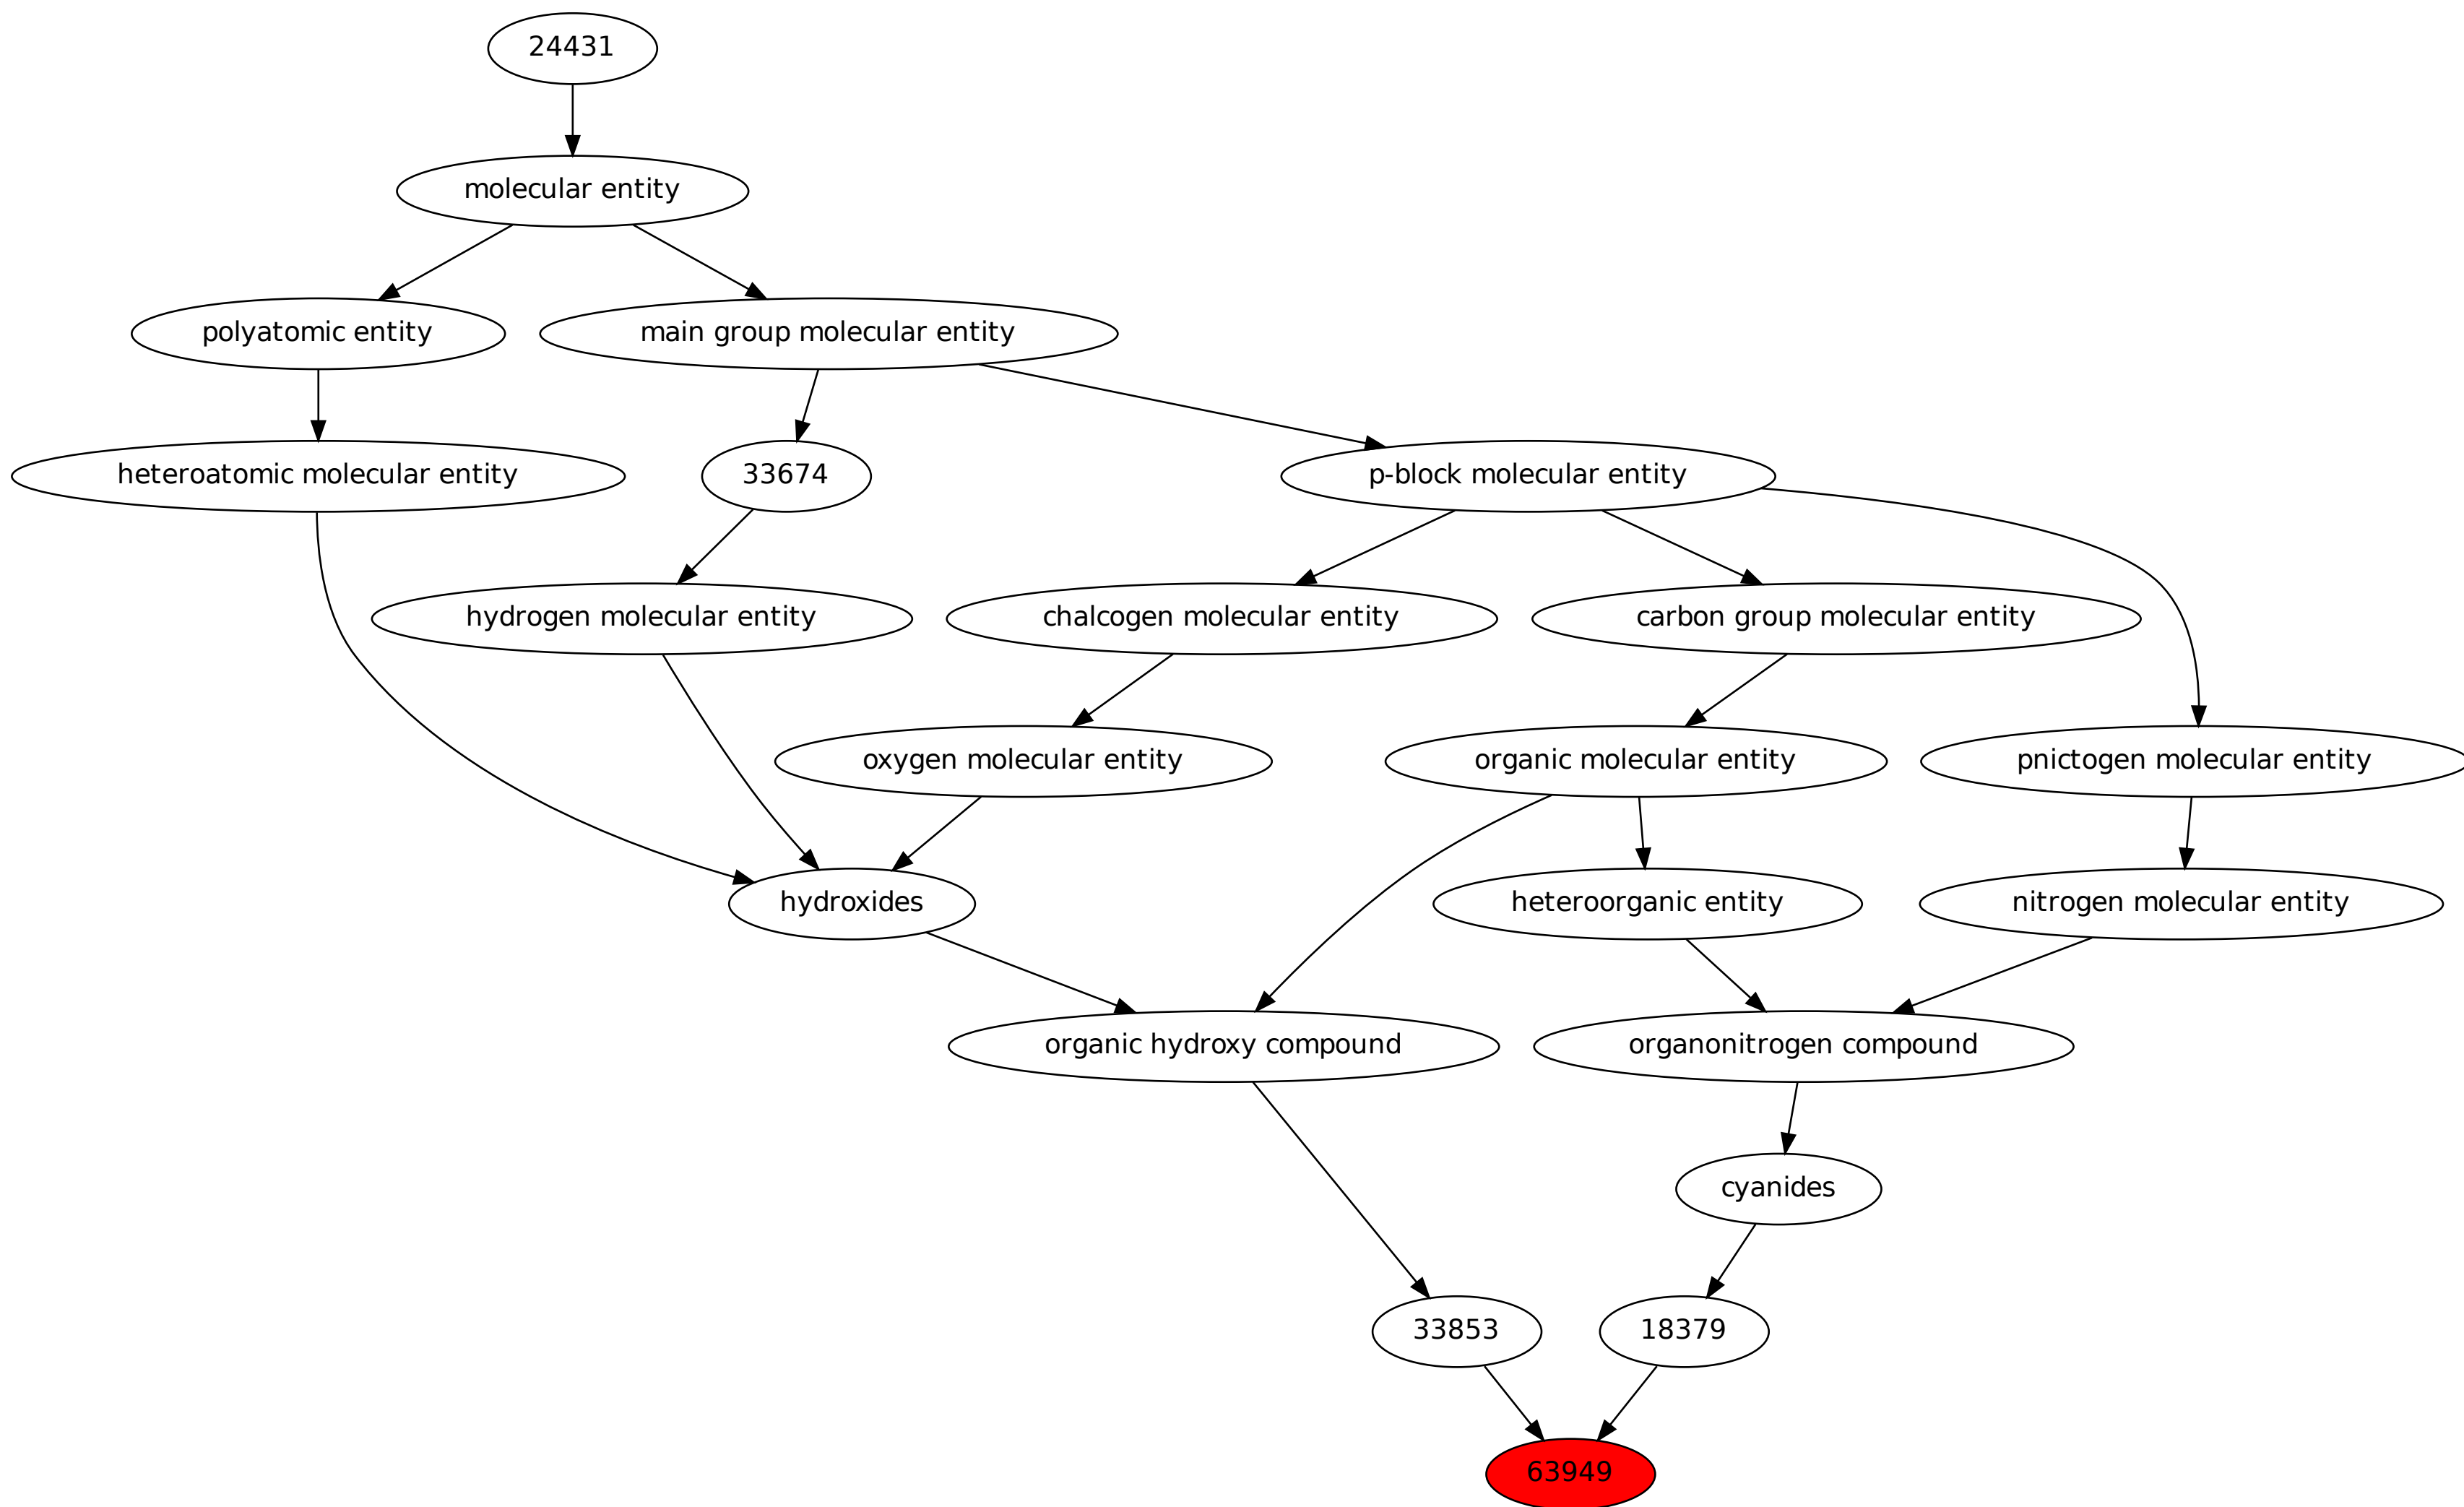 24431
molecular entity
polyatomic entity
main group molecular entity
heteroatomic molecular entity
33674
p-block molecular entity
hydrogen molecular entity
chalcogen molecular entity
carbon group molecular entity
oxygen molecular entity
organic molecular entity
pnictogen molecular entity
hydroxides
heteroorganic entity
nitrogen molecular entity
organic hydroxy compound
organonitrogen compound
cyanides
33853
18379
63949